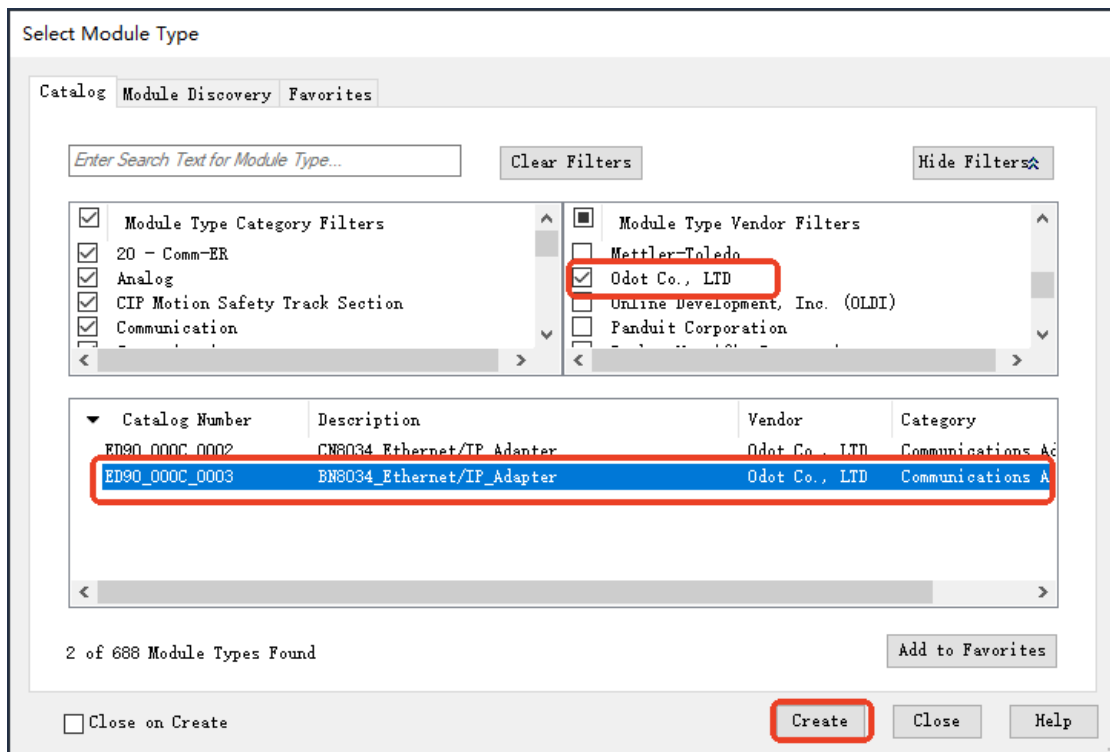 Select Module Type
Catalog Module Discovery Favorites
Enter Search Text for Module Type... Clear Filters Hide Filters
Module Type Category Filters
20 - Comm-ER
Analog
CIP Motion Safety Track Section
Communication
Module Type Vendor Filters
Mettler-Toledo
Odot Co., LTD
Online Development, Inc. (OLDI)
Panduit Corporation
Catalog Number Description Vendor Category
ED90_000C_0002 CN8034_Ethernet/IP_Adapter Odot Co., LTD Communications Ad
ED90_000C_0003 BN8034_Ethernet/IP_Adapter Odot Co., LTD Communications A
2 of 688 Module Types Found Add to Favorites
Close on Create Create Close Help